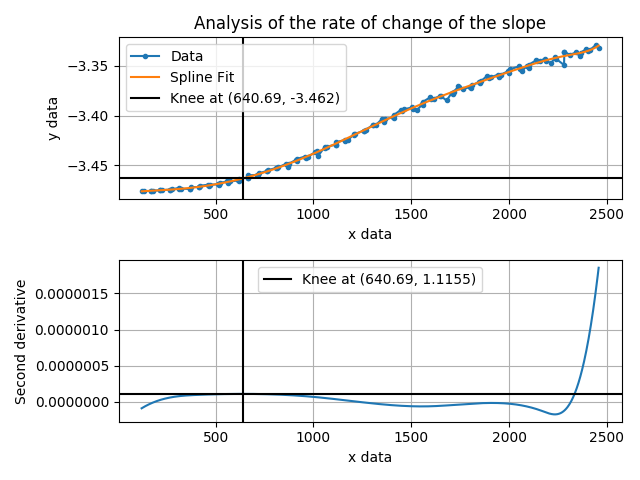 Analysis of the rate of change of the slope
Data
Spline Fit
Knee at (640.69, -3.462)
y data
−3.35
−3.40
−3.45
500
1000
1500
2000
2500
x data
Knee at (640.69, 1.1155)
Second derivative
0.0000015
0.0000010
0.0000005
0.0000000
500
1000
1500
2000
2500
x data